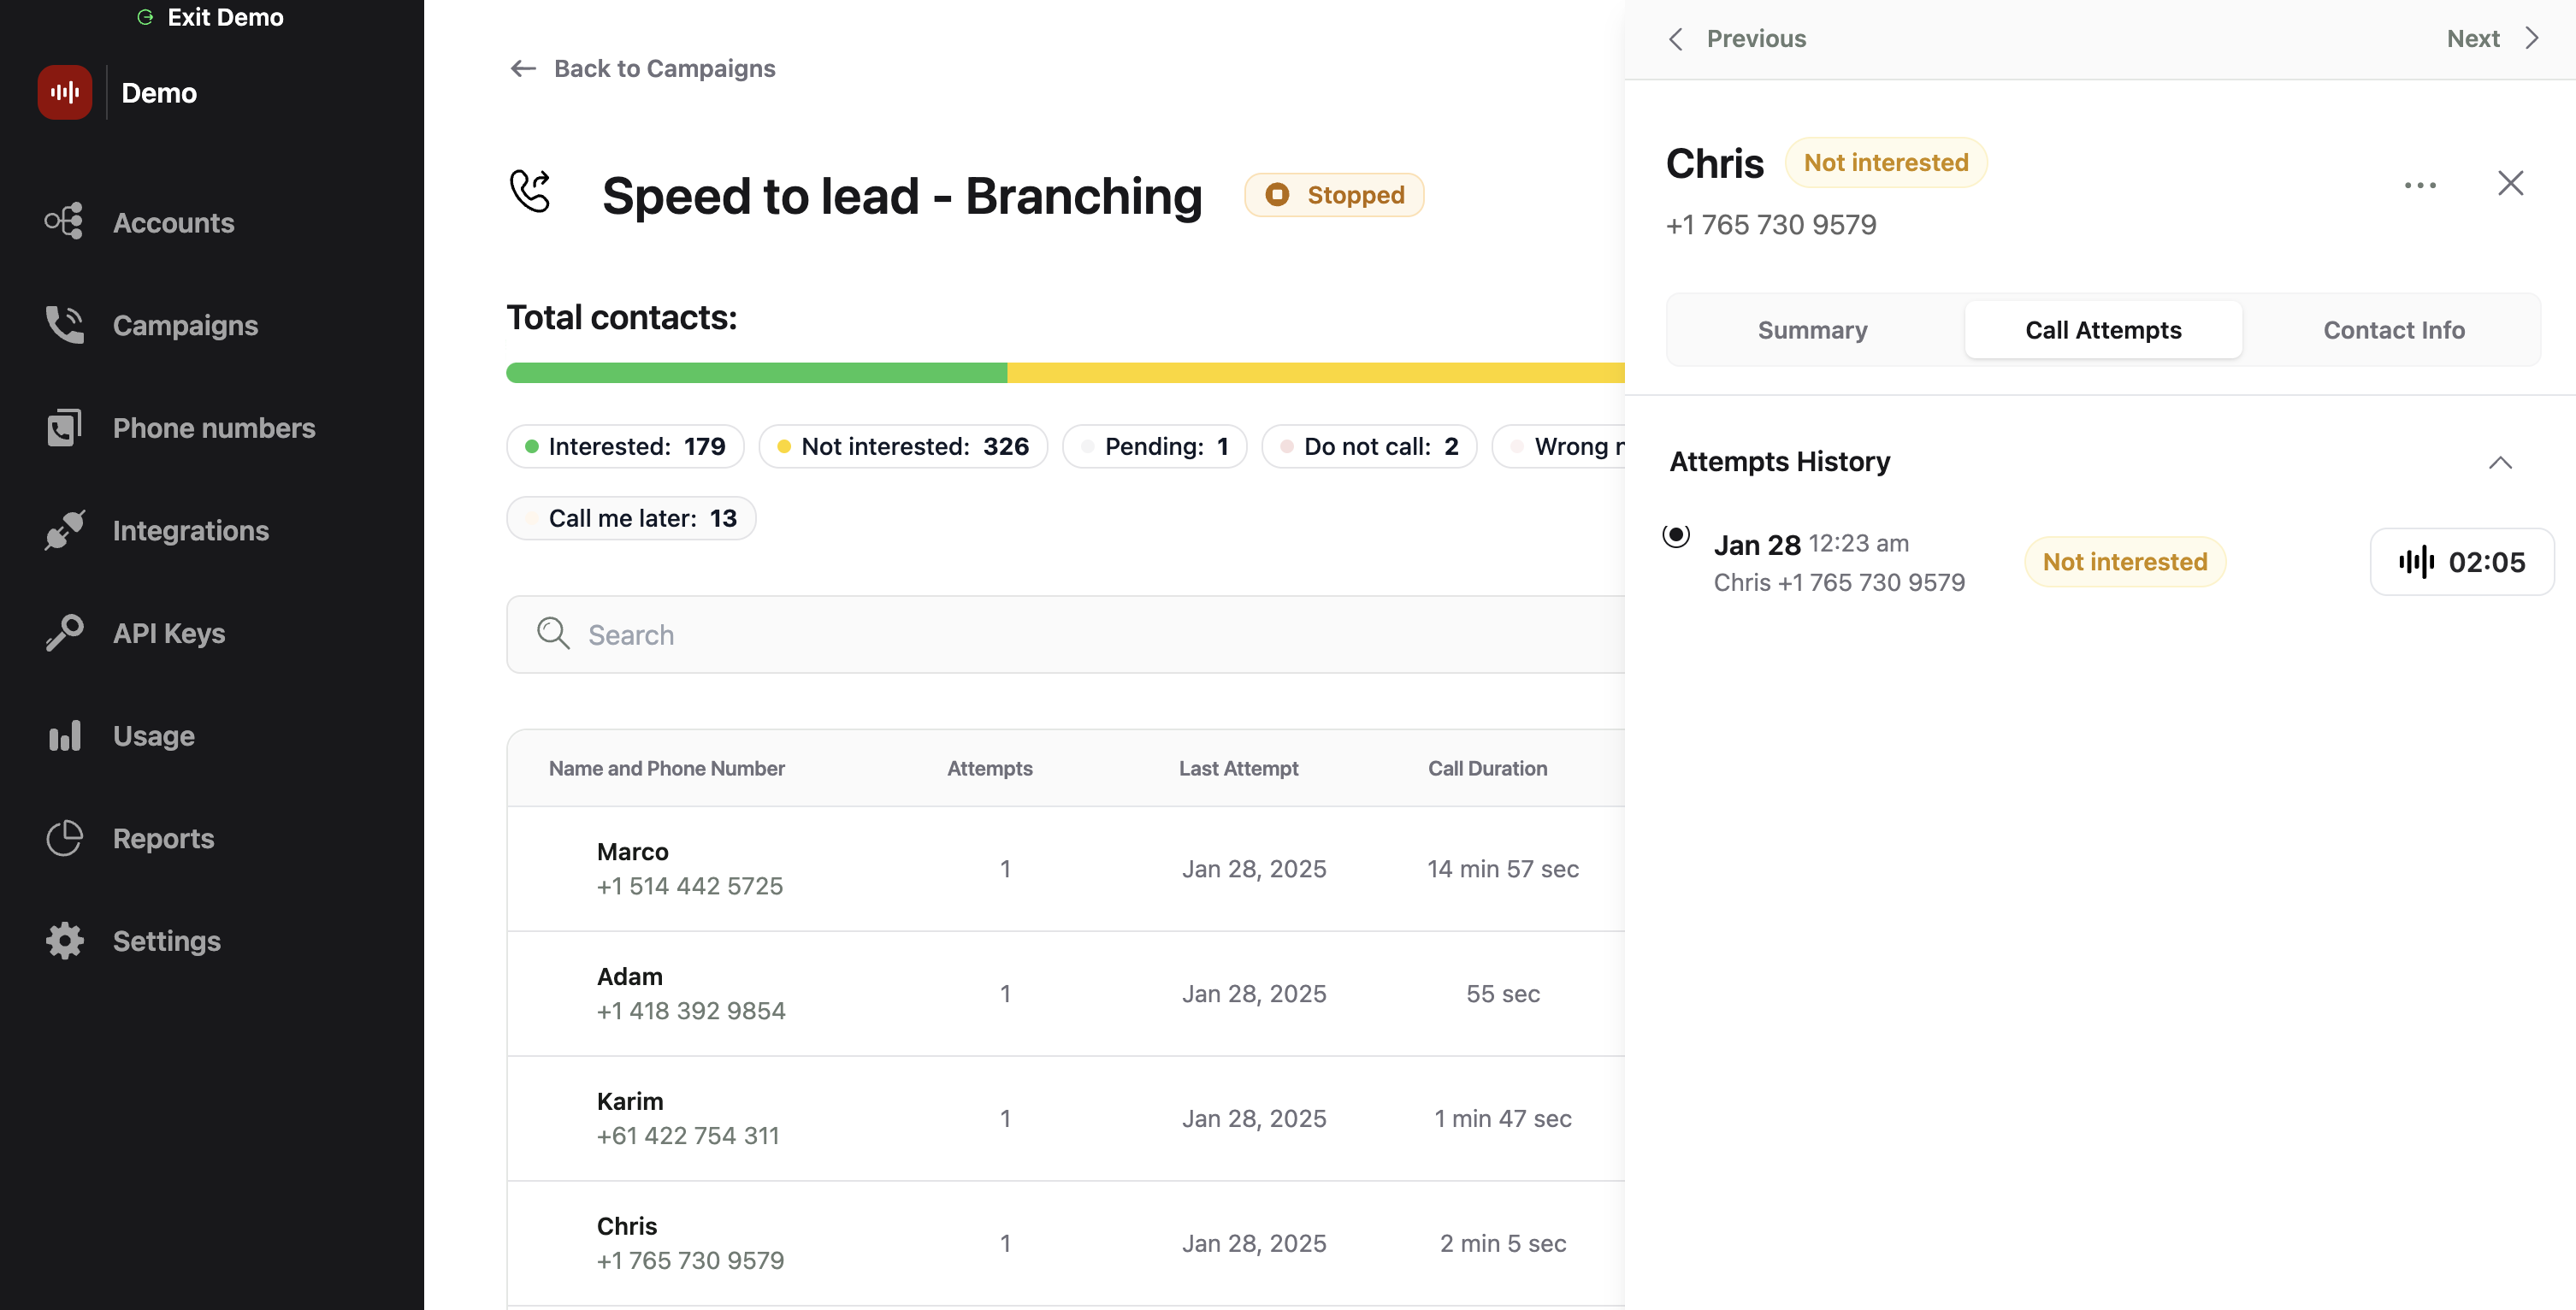 Exit Demo
Demo
Accounts
Campaigns
Phone numbers
Integrations
API Keys
Usage
Reports
Settings
Back to Campaigns
Speed to lead - Branching
Stopped
Total contacts:
Interested: 179
Not interested: 326
Pending: 1
Do not call: 2
Wrong
Call me later: 13
Search
Name and Phone Number Attempts Last Attempt Call Duration
Marco
+1 514 442 5725
1 Jan 28, 2025 14 min 57 sec
Adam
+1 418 392 9854
1 Jan 28, 2025 55 sec
Karim
+61 422 754 311
1 Jan 28, 2025 1 min 47 sec
Chris
+1 765 730 9579
1 Jan 28, 2025 2 min 5 sec
Previous
Next
Chris
Not interested
+1 765 730 9579
Summary
Call Attempts
Contact Info
Attempts History
Jan 28 12:23 am
Chris +1 765 730 9579
Not interested
02:05